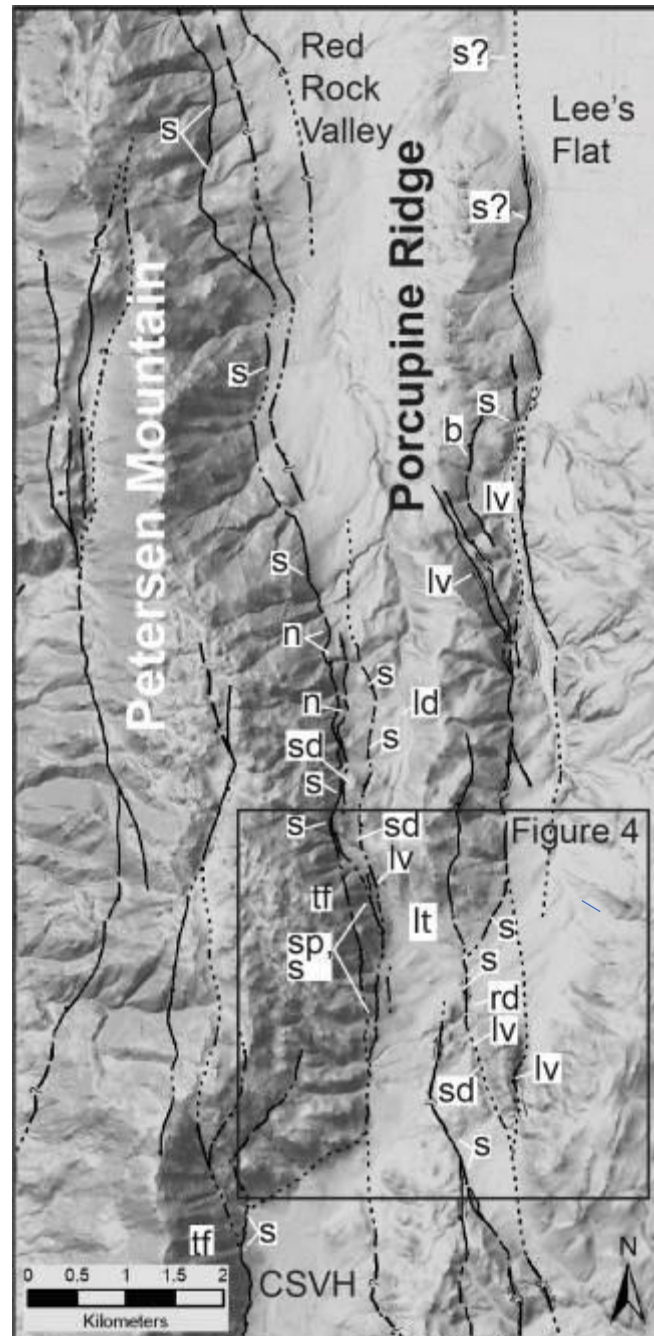 Red
Rock
Valley
s?
Lee's
Flat
s
s?
Porcupine Ridge
Petersen Mountain
s
s
b
lv
s
lv
n
n
s
ld
s
sd
s
s
sd
Figure 4
lv
tf
lt
sp,
s
s
s
rd
lv
lv
sd
s
tf
s
CSVH
N
0 0.5 1 1.5 2
Kilometers